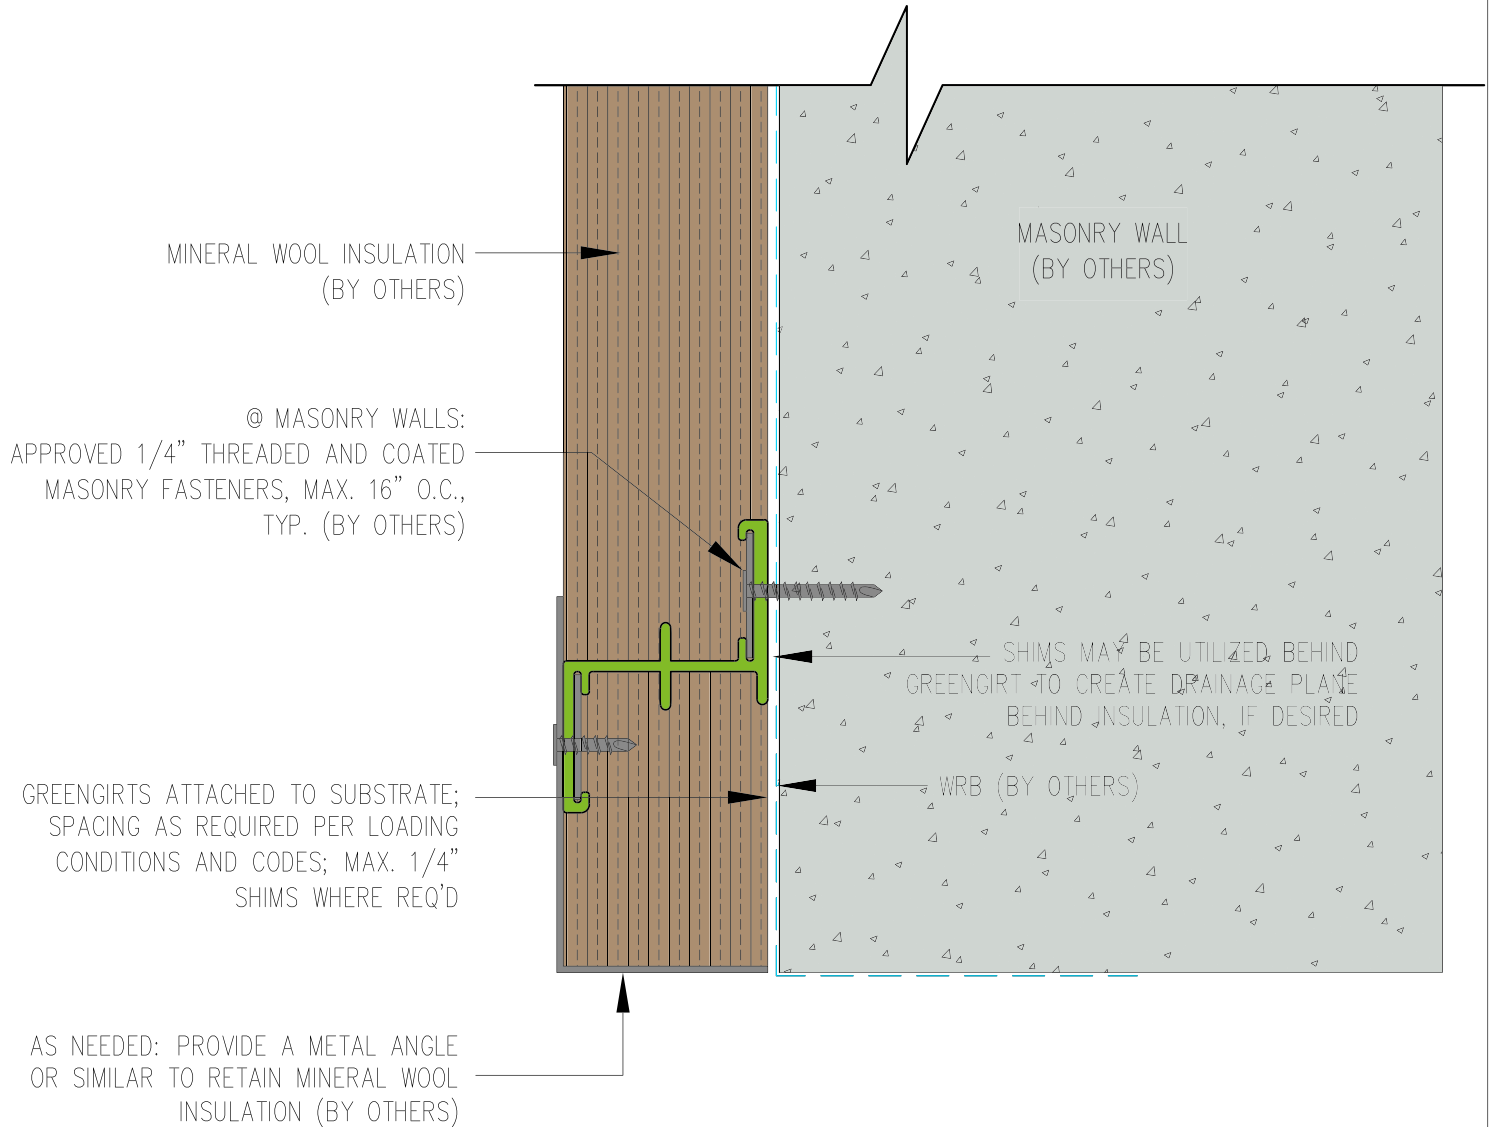 MINERAL WOOL INSULATION
(BY OTHERS)
MASONRY WALL
(BY OTHERS)
@ MASONRY WALLS:
APPROVED 1/4” THREADED AND COATED
MASONRY FASTENERS, MAX. 16” O.C.,
TYP. (BY OTHERS)
SHIMS MAY BE UTILIZED BEHIND
GREENGIRT TO CREATE DRAINAGE PLANE
BEHIND INSULATION, IF DESIRED
WRB (BY OTHERS)
GREENGIRTS ATTACHED TO SUBSTRATE;
SPACING AS REQUIRED PER LOADING
CONDITIONS AND CODES; MAX. 1/4”
SHIMS WHERE REQ’D
AS NEEDED: PROVIDE A METAL ANGLE
OR SIMILAR TO RETAIN MINERAL WOOL
INSULATION (BY OTHERS)